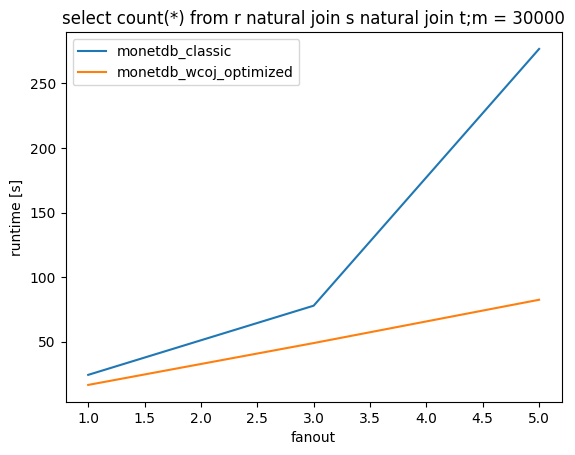 select count(*) from r natural join s natural join t;m = 30000
monetdb_classic
monetdb_wcoj_optimized
250
200
150
100
50
runtime [s]
1.0 1.5 2.0 2.5 3.0 3.5 4.0 4.5 5.0
fanout